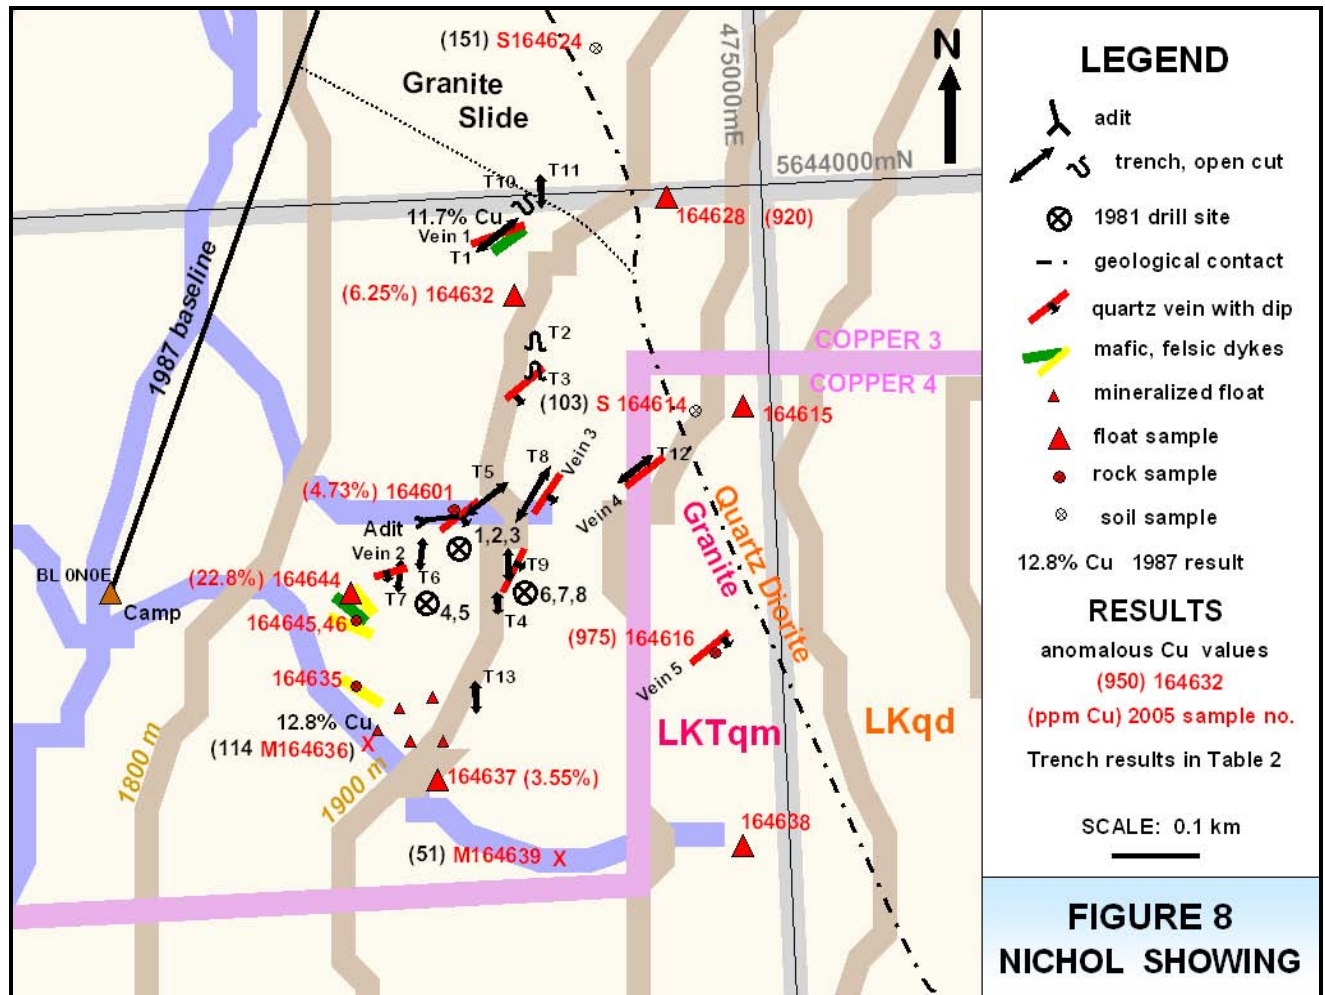 (151) S164624
N
Granite
Slide
475000mE
5644000mN
T11
T10
11.7% Cu
Vein 1
T1
164628 (920)
(6.25%) 164632
1987 baseline
T2
T3
COPPER 3
COPPER 4
(103) S 164614
164615
Vein 3
T8
T12
T5
(4.73%) 164601
Vein 4
Adit
1,2,3
Vein 2
T9
Granite
Quartz Diorite
BL 0N0E
(22.8%) 164644
T6
T7
6,7,8
Camp
4,5
T4
164645,46
(975) 164616
Vein 5
164635
T13
12.8% Cu
(114 M164636) X
LKTqm
LKqd
1800 m
1900 m
164637 (3.55%)
164638
(51) M164639 X
LEGEND
adit
trench, open cut
1981 drill site
geological contact
quartz vein with dip
mafic, felsic dykes
mineralized float
float sample
rock sample
soil sample
12.8% Cu 1987 result
RESULTS
anomalous Cu values
(950) 164632
(ppm Cu) 2005 sample no.
Trench results in Table 2
SCALE: 0.1 km
FIGURE 8
NICHOL SHOWING